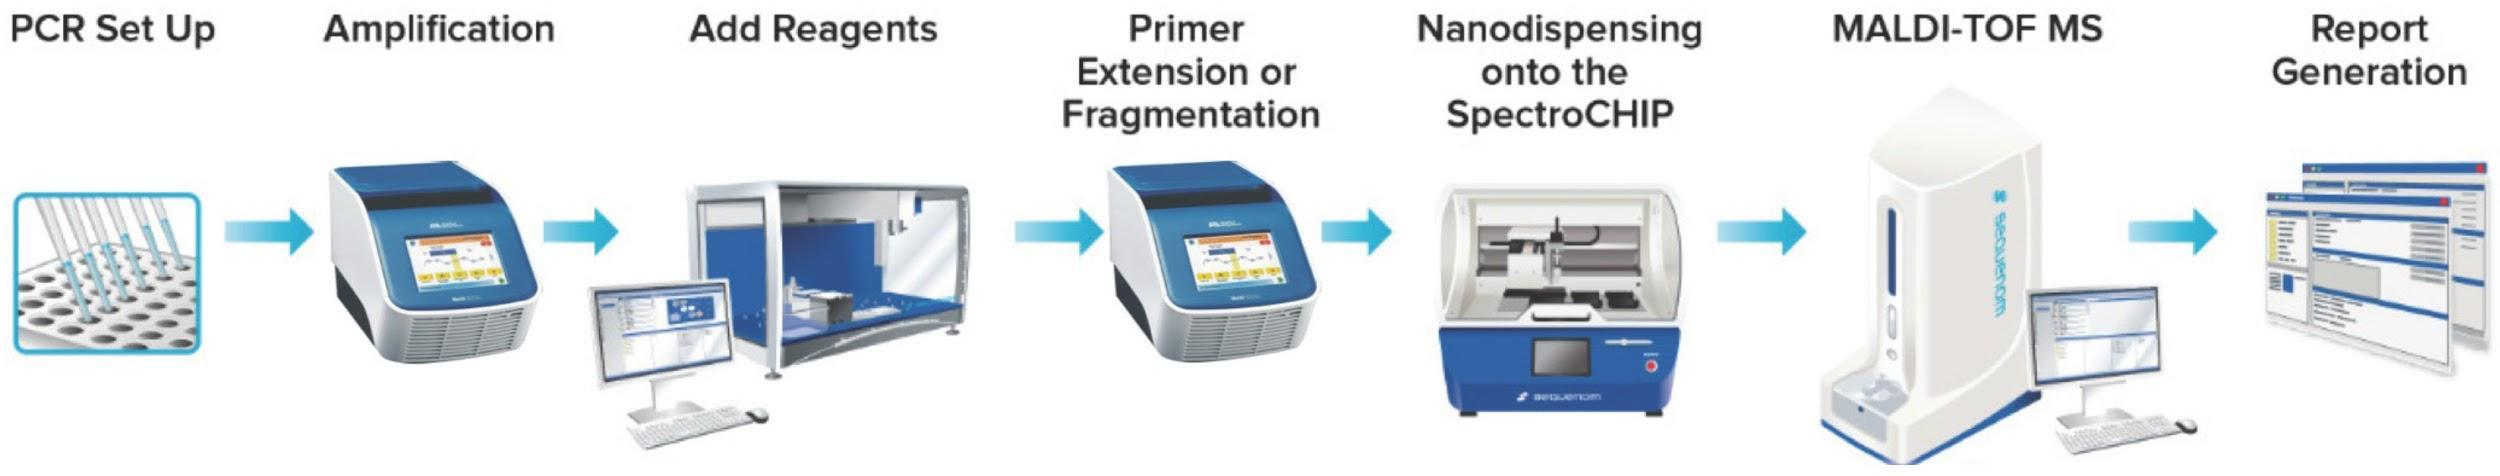 PCR Set Up
Amplification
Add Reagents
Primer
Extension or
Fragmentation
Nanodispensing
onto the
SpectroCHIP
MALDI-TOF MS
Report
Generation
sequenom
sequenom